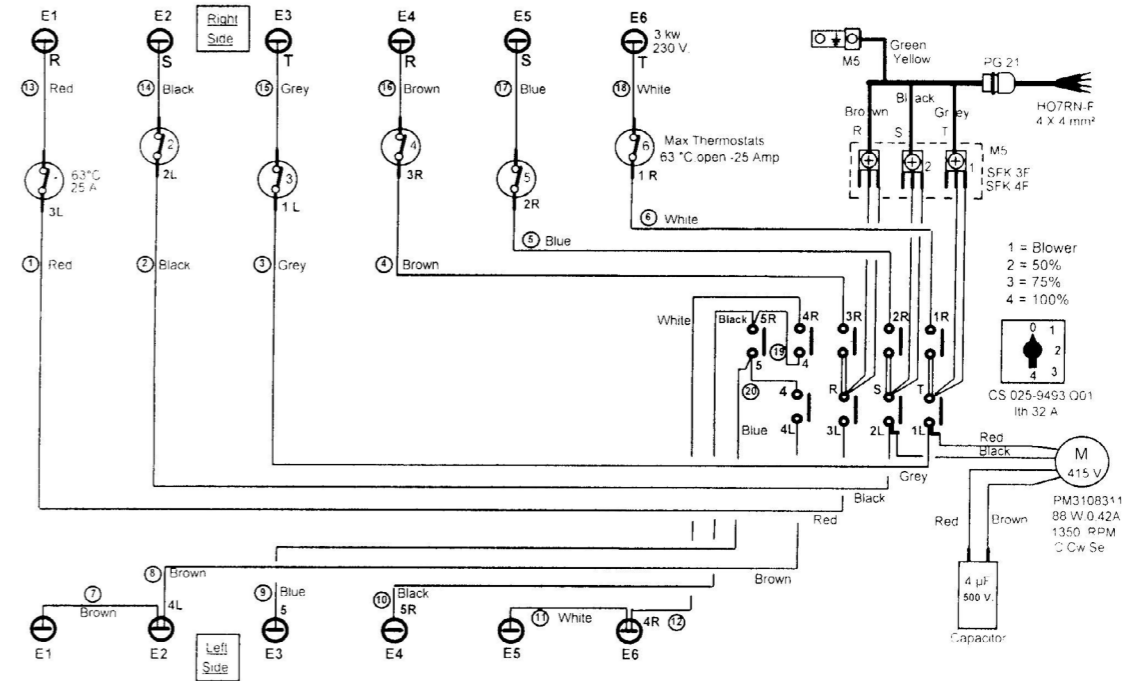 E1 E2 Right Side E3 E4 E5 E6
3 kw
230 V.
R S T R S T
13 Red 14 Black 15 Grey 16 Brown 17 Blue 18 White
M5 Green Yellow PG 21
HO7RN-F
4 X 4 mm²
Brown Black Grey
R S T
2 1 M5
SFK 3F
SFK 4F
63°C
25 A
2 3 4 5 6
Max Thermostats
63 °C open -25 Amp
3L 2L 1 L 3R 2R 1 R
6 White
5 Blue
1 Red 2 Black 3 Grey 4 Brown
1 = Blower
2 = 50%
3 = 75%
4 = 100%
White Black 5R 4R 3R 2R 1R
0 1 2 3 4
5 19 4
20 4 R S T
CS 025-9493 Q01
Ith 32 A
Blue 4L 3L 2L 1L
Red
Black
M
415 V
Grey
Black
Red
PM3108311
88 W.0.42A
1350 RPM
C Cw Se
Red Brown
8 Brown Brown
7 Brown 4L 9 Blue 5 10 Black 5R 11 White 4R 12
4 µF
500 V.
Capacitor
E1 E2 Left Side E3 E4 E5 E6